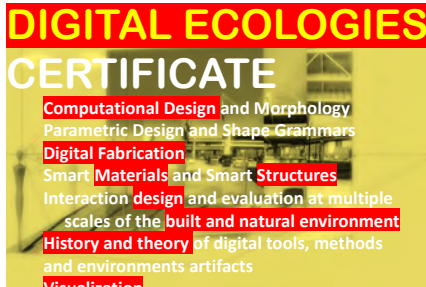 DIGITAL ECOLOGIES
CERTIFICATE
Computational Design and Morphology
Parametric Design and Shape Grammars
Digital Fabrication
Smart Materials and Smart Structures
Interaction design and evaluation at multiple
scales of the built and natural environment
History and theory of digital tools, methods
and environments artifacts
Visualization